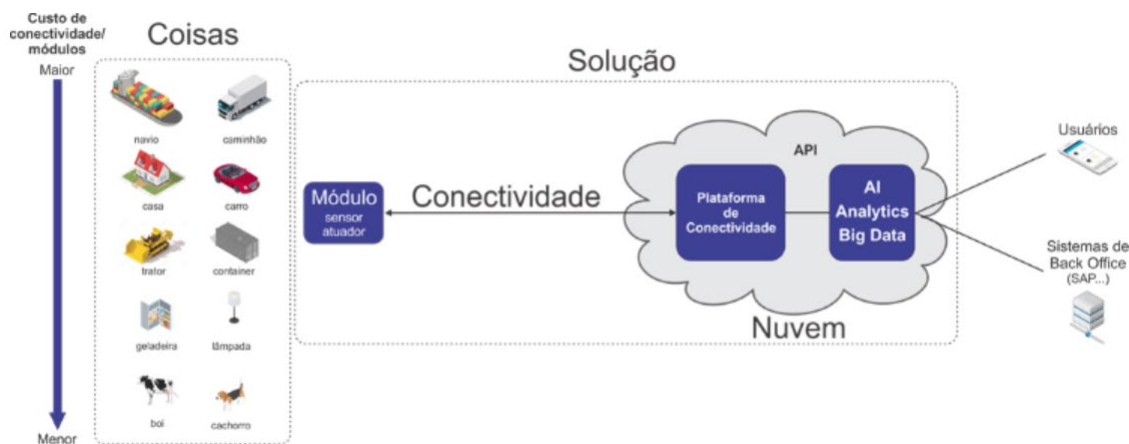 Custo de
conectividade/
módulos
Maior
Coisas
navio
caminhão
casa
carro
trator
container
geladeira
lâmpada
boi
cachorro
Menor
Solução
Módulo
sensor
atuador
Conectividade
API
Plataforma
de
Conectividade
AI
Analytics
Big Data
Nuvem
Usuários
Sistemas de
Back Office
(SAP...)